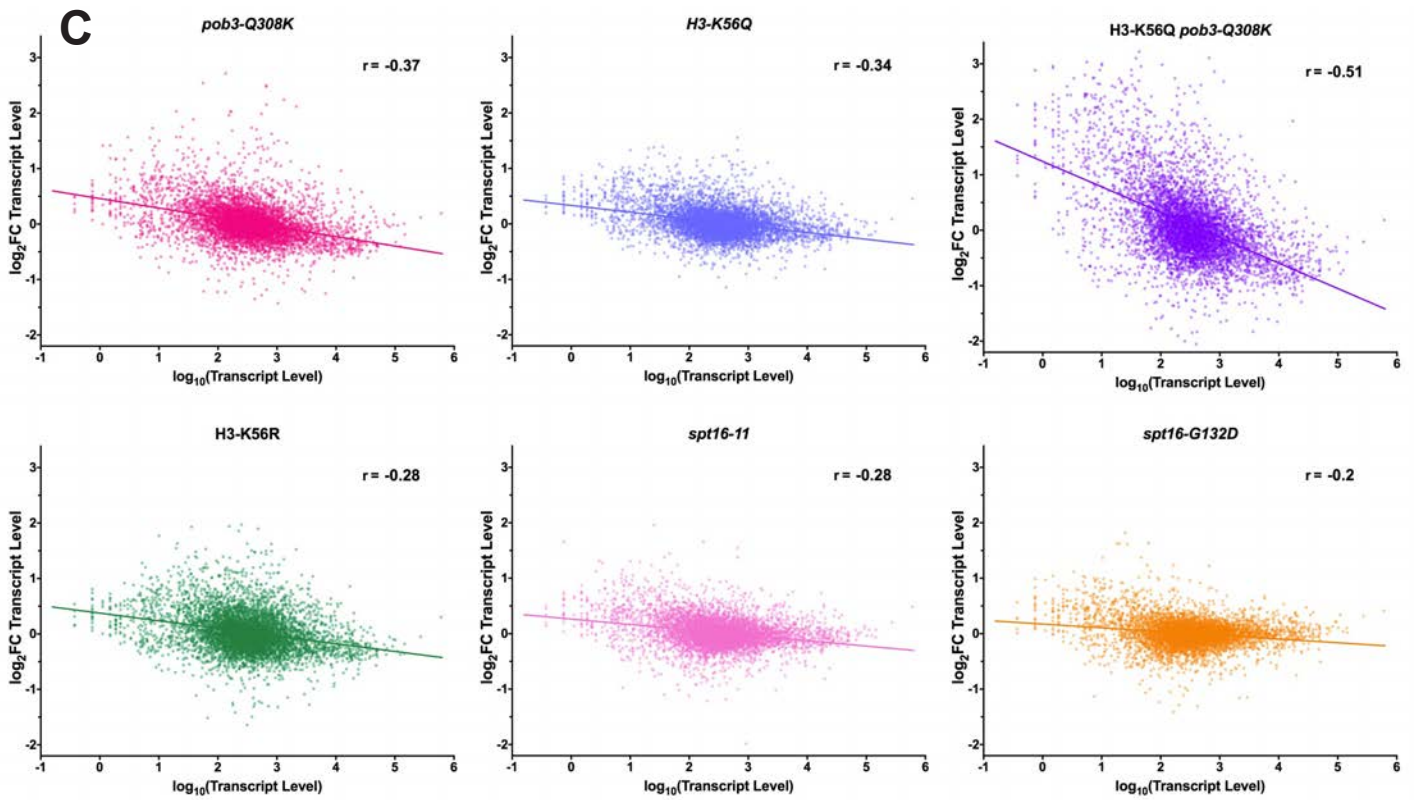 C
pob3-Q308K
r = -0.37
log2FC Transcript Level
3
2
1
0
-1
-2
-1 0 1 2 3 4 5 6
log10(Transcript Level)
H3-K56Q
r = -0.34
log2FC Transcript Level
3
2
1
0
-1
-2
-1 0 1 2 3 4 5 6
log10(Transcript Level)
H3-K56Q pob3-Q308K
r = -0.51
log2FC Transcript Level
3
2
1
0
-1
-2
-1 0 1 2 3 4 5 6
log10(Transcript Level)
H3-K56R
r = -0.28
log2FC Transcript Level
3
2
1
0
-1
-2
-1 0 1 2 3 4 5 6
log10(Transcript Level)
spt16-11
r = -0.28
log2FC Transcript Level
3
2
1
0
-1
-2
-1 0 1 2 3 4 5 6
log10(Transcript Level)
spt16-G132D
r = -0.2
log2FC Transcript Level
3
2
1
0
-1
-2
-1 0 1 2 3 4 5 6
log10(Transcript Level)